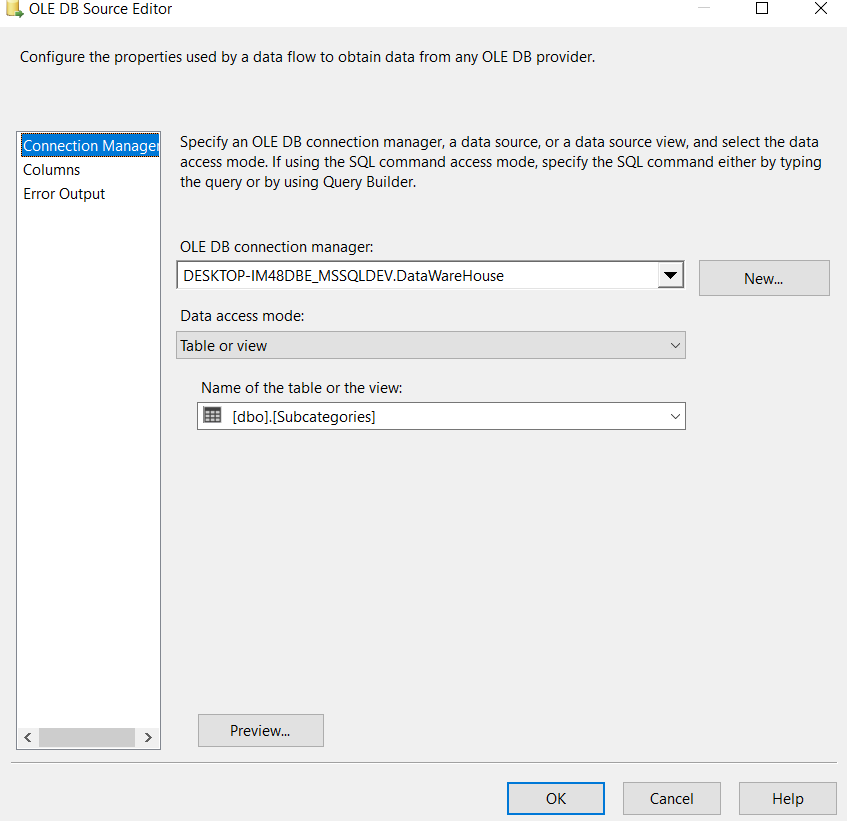 OLE DB Source Editor
Configure the properties used by a data flow to obtain data from any OLE DB provider.
Connection Manager
Columns
Error Output
Specify an OLE DB connection manager, a data source, or a data source view, and select the data
access mode. If using the SQL command access mode, specify the SQL command either by typing
the query or by using Query Builder.
OLE DB connection manager:
DESKTOP-IM48DBE_MSSQLDEV.DataWareHouse
New...
Data access mode:
Table or view
Name of the table or the view:
[dbo].[Subcategories]
Preview...
OK
Cancel
Help